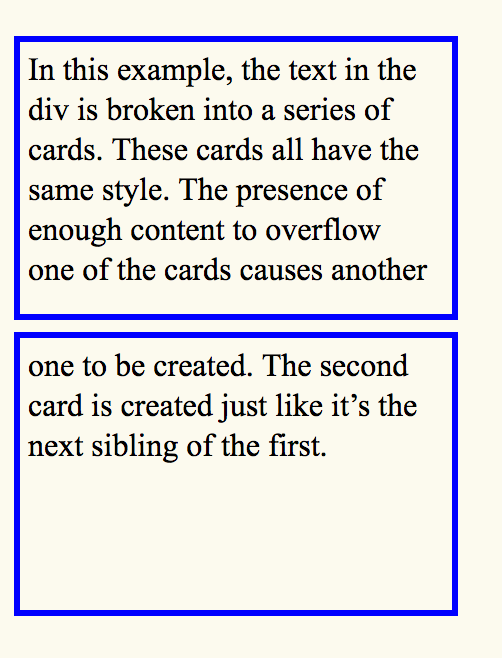 In this example, the text in the
div is broken into a series of
cards. These cards all have the
same style. The presence of
enough content to overflow
one of the cards causes another
one to be created. The second
card is created just like it’s the
next sibling of the first.